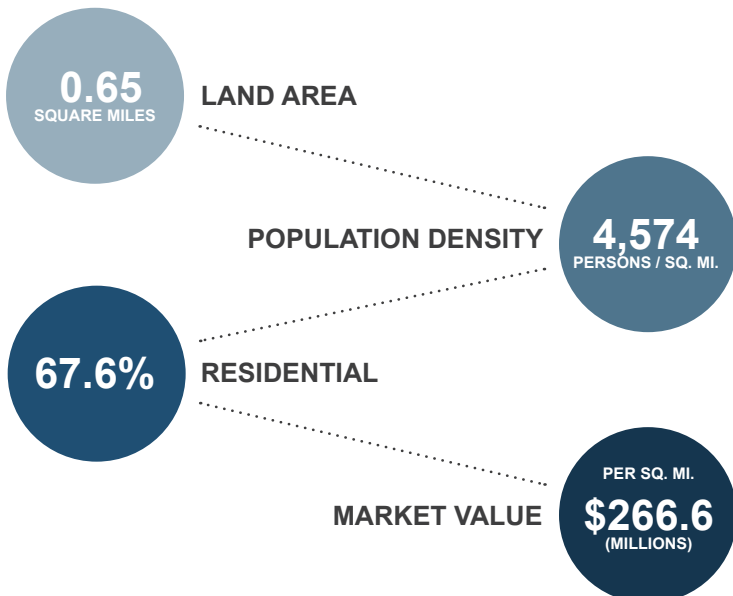 0.65
SQUARE MILES
LAND AREA
POPULATION DENSITY
4,574
PERSONS / SQ. MI.
67.6%
RESIDENTIAL
MARKET VALUE
PER SQ. MI.
$266.6
(MILLIONS)